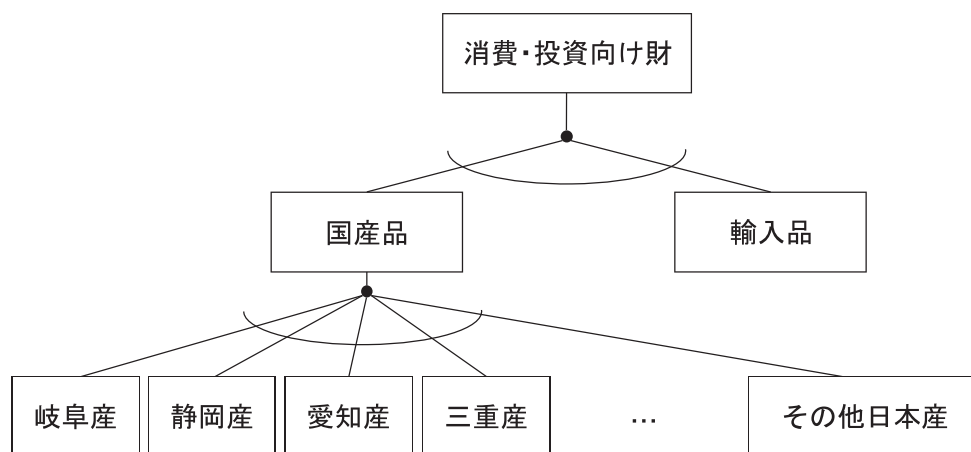 消費・投資向け財
国産品
輸入品
岐阜産
静岡産
愛知産
三重産
…
その他日本産